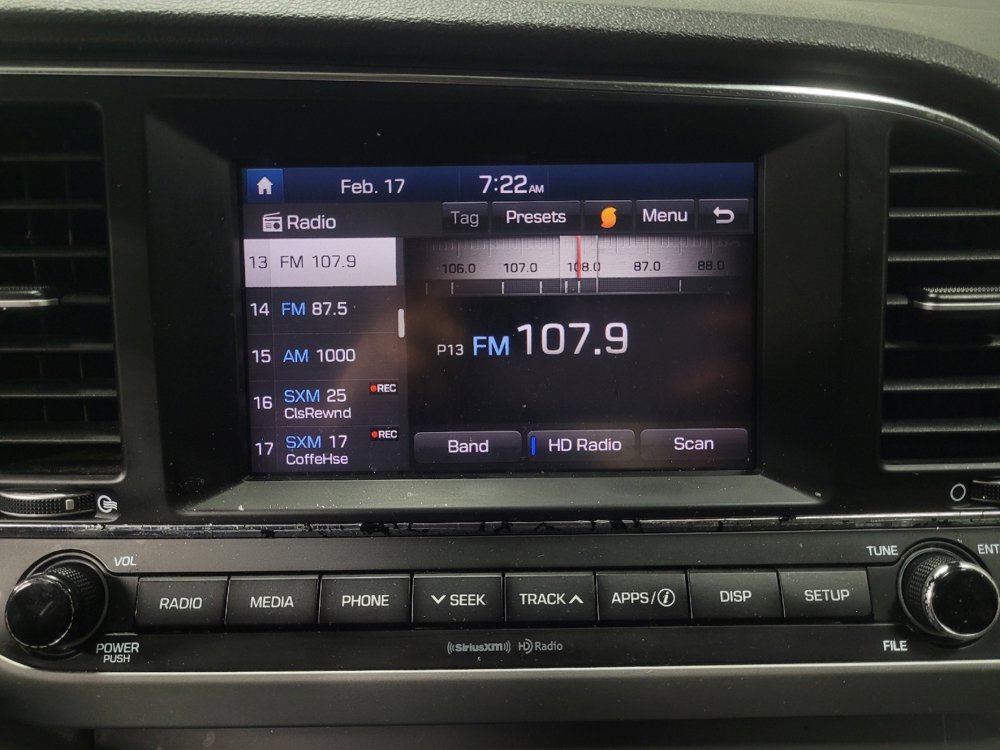 Feb. 17 7:22 AM
Radio Tag Presets Menu
106.0 107.0 108.0 87.0 88.0
13 FM 107.9
14 FM 87.5
15 AM 1000
16 SXM 25 REC
ClsRewnd
17 SXM 17 REC
CoffeHse
P13 FM 107.9
Band HD Radio Scan
VOL
TUNE
ENT
RADIO MEDIA PHONE SEEK TRACK APPS/i DISP SETUP
POWER
PUSH
((SiriusXM)) HD Radio
FILE